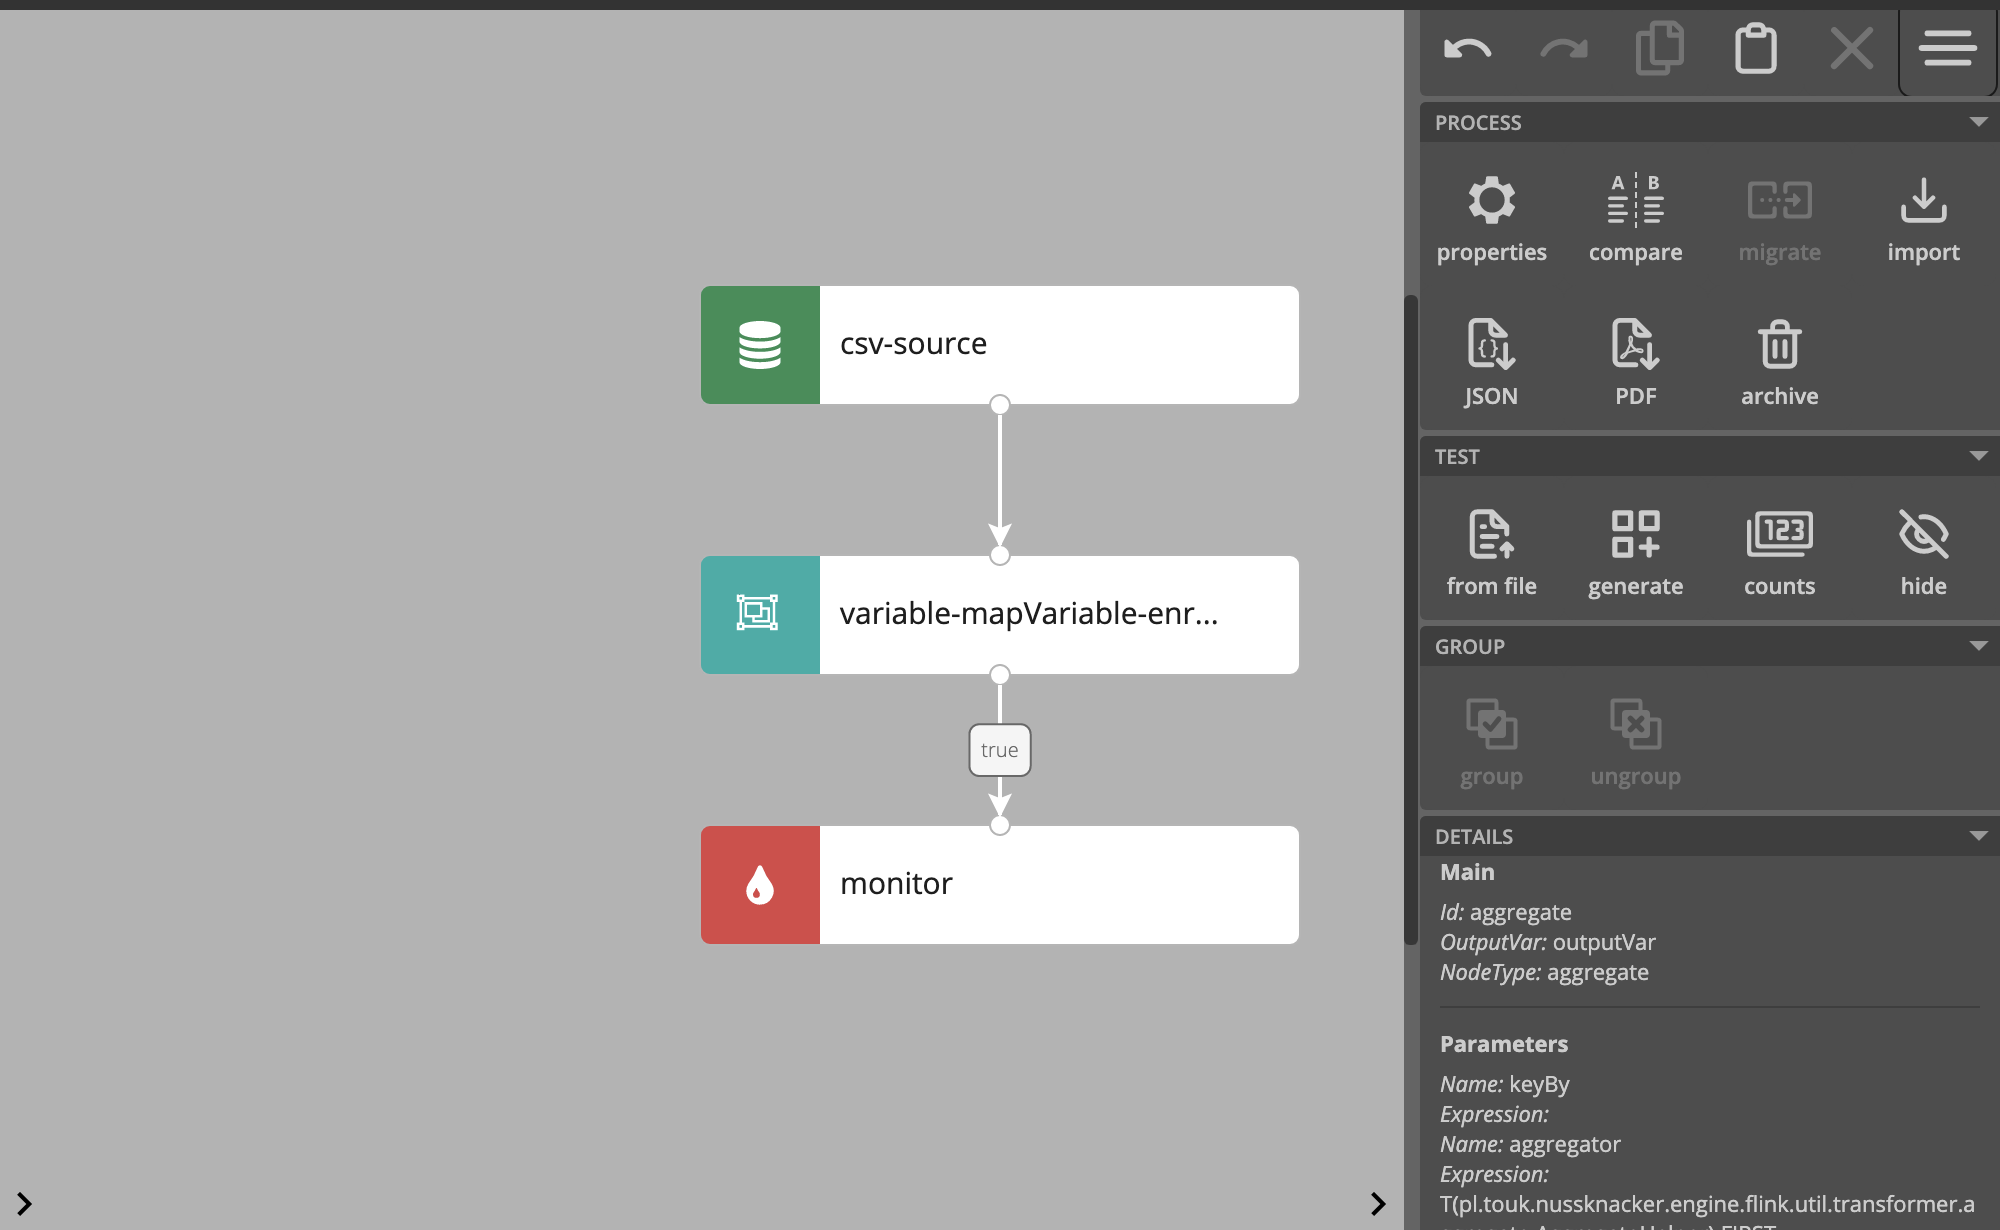 csv-source
variable-mapVariable-enr...
true
monitor
PROCESS
A B
properties
compare
migrate
import
JSON
PDF
archive
TEST
123
from file
generate
counts
hide
GROUP
group
ungroup
DETAILS
Main
Id: aggregate
OutputVar: outputVar
NodeType: aggregate
Parameters
Name: keyBy
Expression:
Name: aggregator
Expression:
T(pl.touk.nussknacker.engine.flink.util.transformer.a